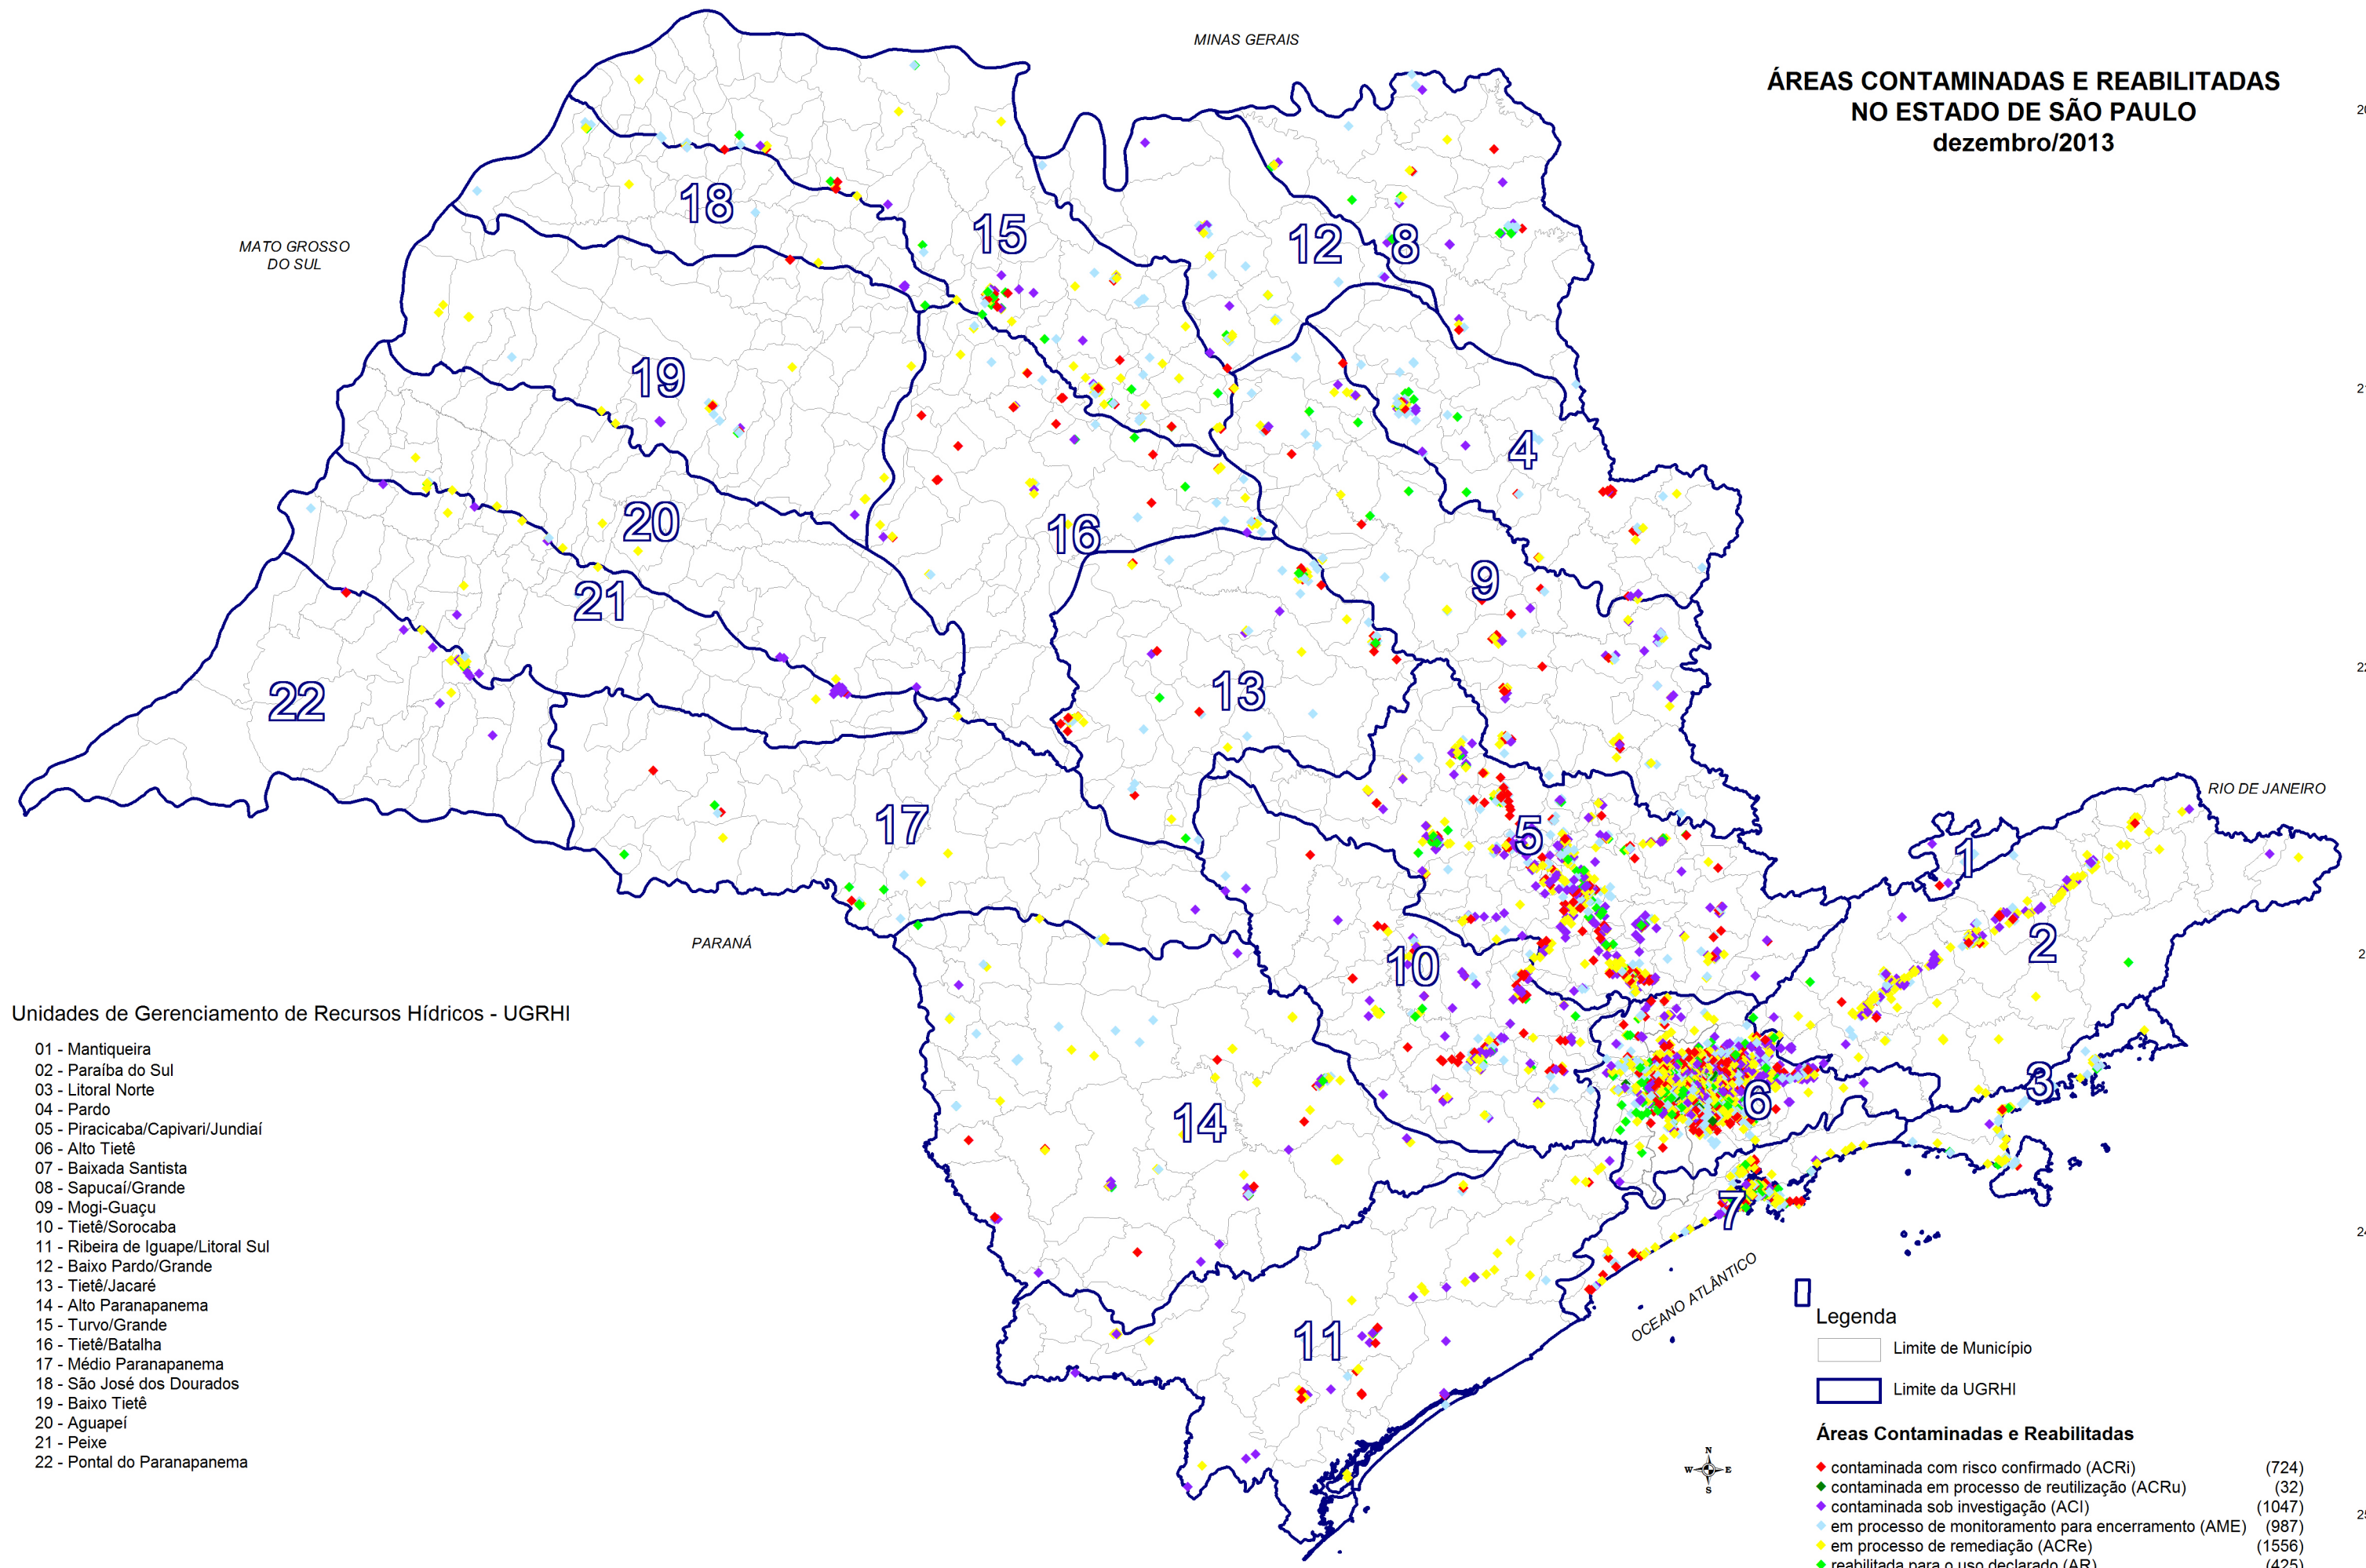 MINAS GERAIS
ÁREAS CONTAMINADAS E REABILITADAS
NO ESTADO DE SÃO PAULO
dezembro/2013
MATO GROSSO
DO SUL
18
15
12
8
19
4
20
16
21
9
22
13
RIO DE JANEIRO
17
5
1
PARANÁ
10
2
6
3
14
7
11
OCEANO ATLÂNTICO
Unidades de Gerenciamento de Recursos Hídricos - UGRHI
01 - Mantiqueira
02 - Paraíba do Sul
03 - Litoral Norte
04 - Pardo
05 - Piracicaba/Capivari/Jundiaí
06 - Alto Tietê
07 - Baixada Santista
08 - Sapucaí/Grande
09 - Mogi-Guaçu
10 - Tietê/Sorocaba
11 - Ribeira de Iguape/Litoral Sul
12 - Baixo Pardo/Grande
13 - Tietê/Jacaré
14 - Alto Paranapanema
15 - Turvo/Grande
16 - Tietê/Batalha
17 - Médio Paranapanema
18 - São José dos Dourados
19 - Baixo Tietê
20 - Aguapeí
21 - Peixe
22 - Pontal do Paranapanema
N
W E
S
Legenda
Limite de Município
Limite da UGRHI
Áreas Contaminadas e Reabilitadas
contaminada com risco confirmado (ACRi) (724)
contaminada em processo de reutilização (ACRu) (32)
contaminada sob investigação (ACI) (1047)
em processo de monitoramento para encerramento (AME) (987)
em processo de remediação (ACRe) (1556)
reabilitada para o uso declarado (AR) (425)